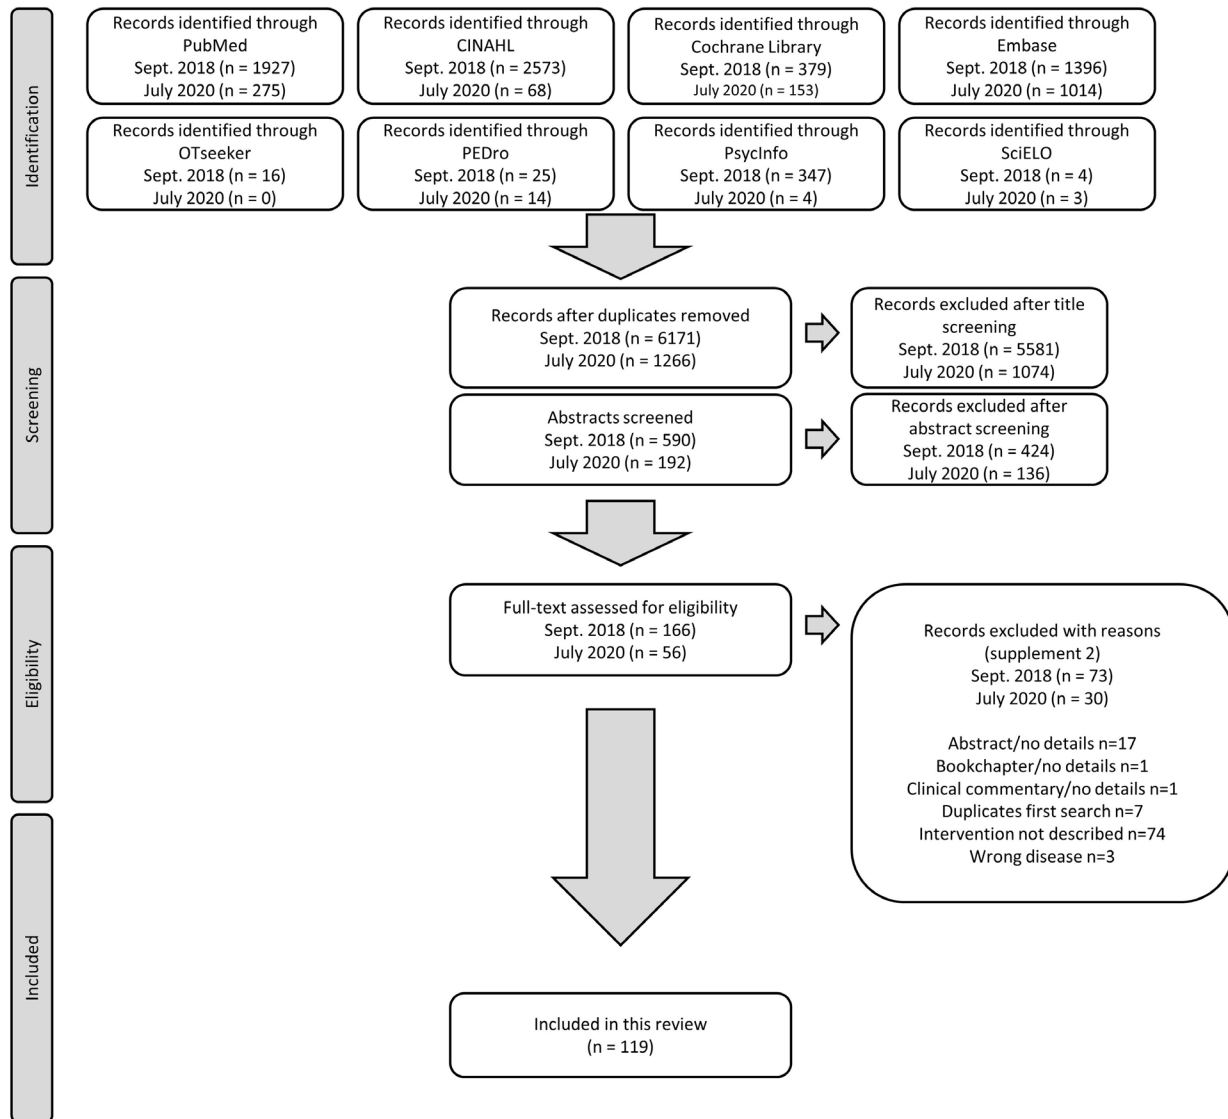 Identification
Records identified through
PubMed
Sept. 2018 (n = 1927)
July 2020 (n = 275)
Records identified through
CINAHL
Sept. 2018 (n = 2573)
July 2020 (n = 68)
Records identified through
Cochrane Library
Sept. 2018 (n = 379)
July 2020 (n = 153)
Records identified through
Embase
Sept. 2018 (n = 1396)
July 2020 (n = 1014)
Records identified through
OTseeker
Sept. 2018 (n = 16)
July 2020 (n = 0)
Records identified through
PEDro
Sept. 2018 (n = 25)
July 2020 (n = 14)
Records identified through
PsycInfo
Sept. 2018 (n = 347)
July 2020 (n = 4)
Records identified through
SciELO
Sept. 2018 (n = 4)
July 2020 (n = 3)
Screening
Records after duplicates removed
Sept. 2018 (n = 6171)
July 2020 (n = 1266)
Records excluded after title
screening
Sept. 2018 (n = 5581)
July 2020 (n = 1074)
Abstracts screened
Sept. 2018 (n = 590)
July 2020 (n = 192)
Records excluded after
abstract screening
Sept. 2018 (n = 424)
July 2020 (n = 136)
Eligibility
Full-text assessed for eligibility
Sept. 2018 (n = 166)
July 2020 (n = 56)
Records excluded with reasons
(supplement 2)
Sept. 2018 (n = 73)
July 2020 (n = 30)
Abstract/no details n=17
Bookchapter/no details n=1
Clinical commentary/no details n=1
Duplicates first search n=7
Intervention not described n=74
Wrong disease n=3
Included
Included in this review
(n = 119)